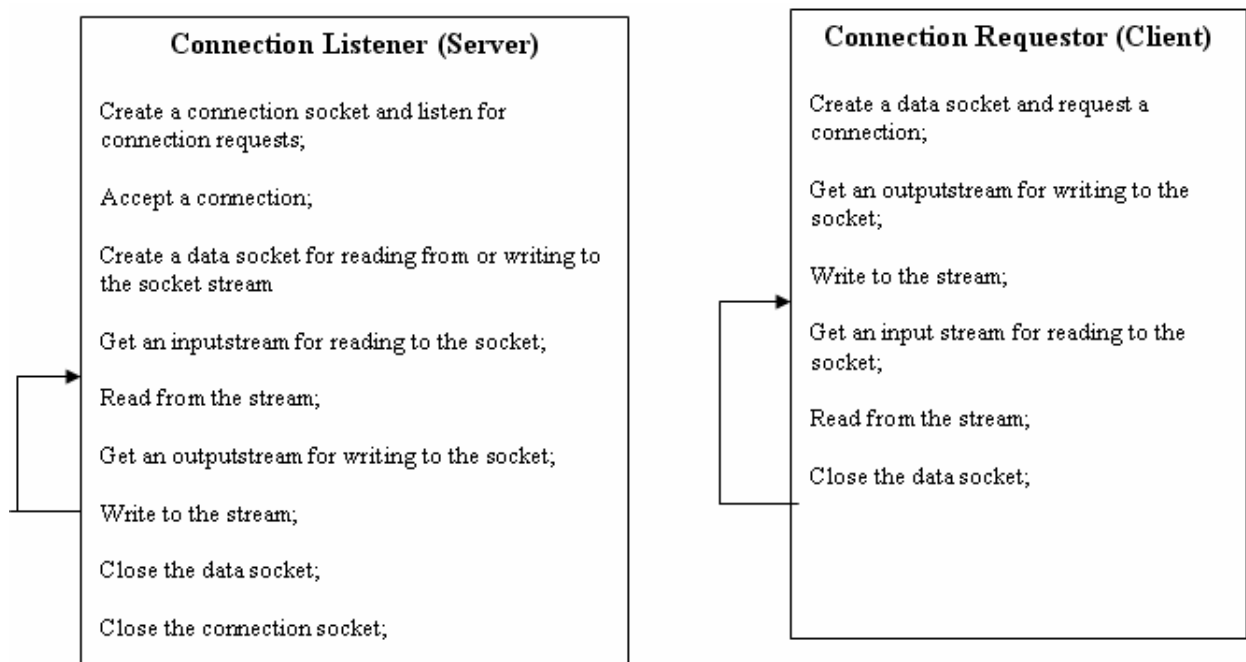 Connection Listener (Server)
Create a connection socket and listen for
connection requests;
Accept a connection;
Create a data socket for reading from or writing to
the socket stream
Get an inputstream for reading to the socket;
Read from the stream;
Get an outputstream for writing to the socket;
Write to the stream;
Close the data socket;
Close the connection socket;
Connection Requestor (Client)
Create a data socket and request a
connection;
Get an outputstream for writing to the
socket;
Write to the stream;
Get an input stream for reading to the
socket;
Read from the stream;
Close the data socket;